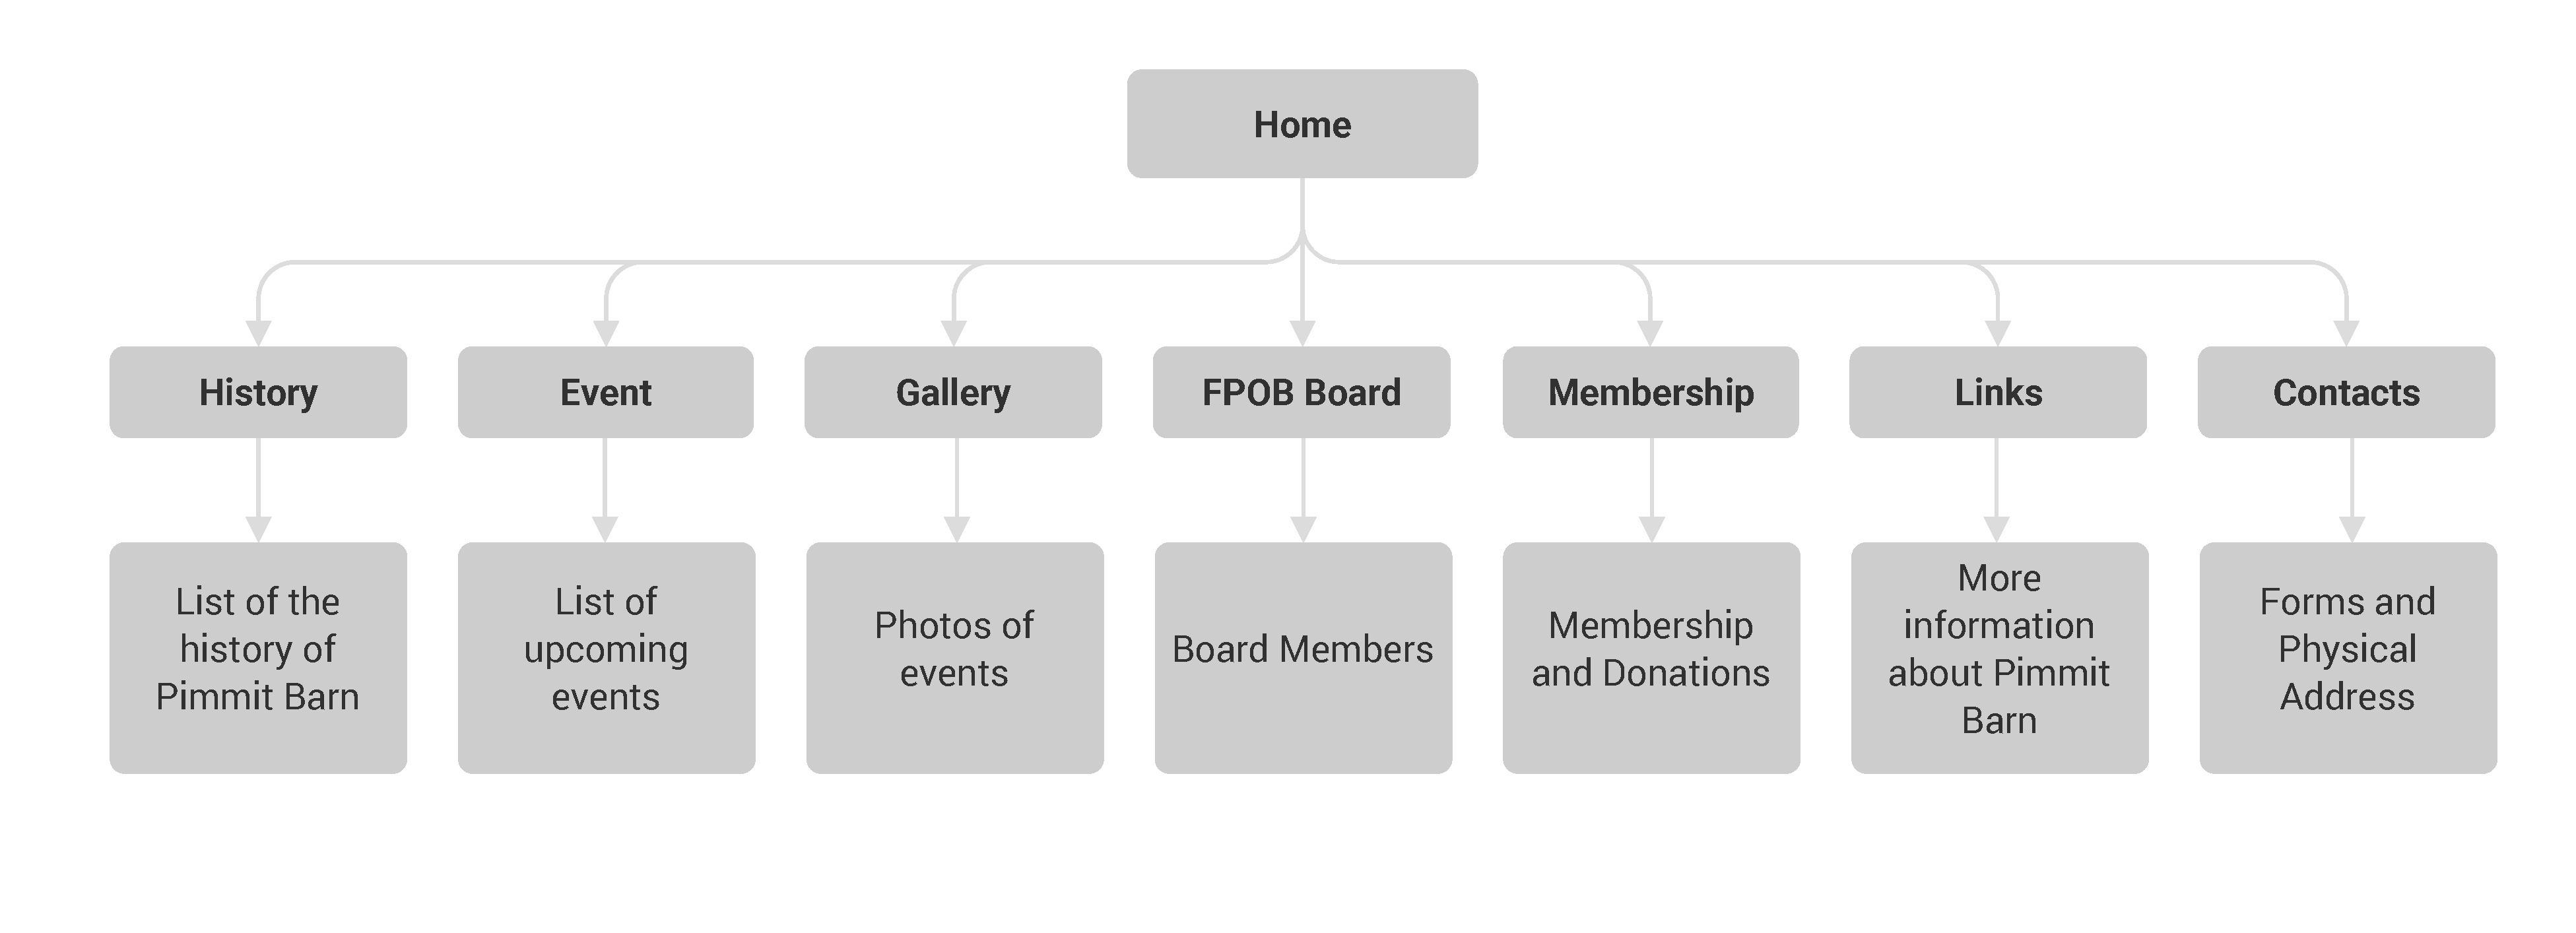 Home
History
Event
Gallery
FPOB Board
Membership
Links
Contacts
List of the
history of
Pimmit Barn
List of
upcoming
events
Photos of
events
Board Members
Membership
and Donations
More
information
about Pimmit
Barn
Forms and
Physical
Address